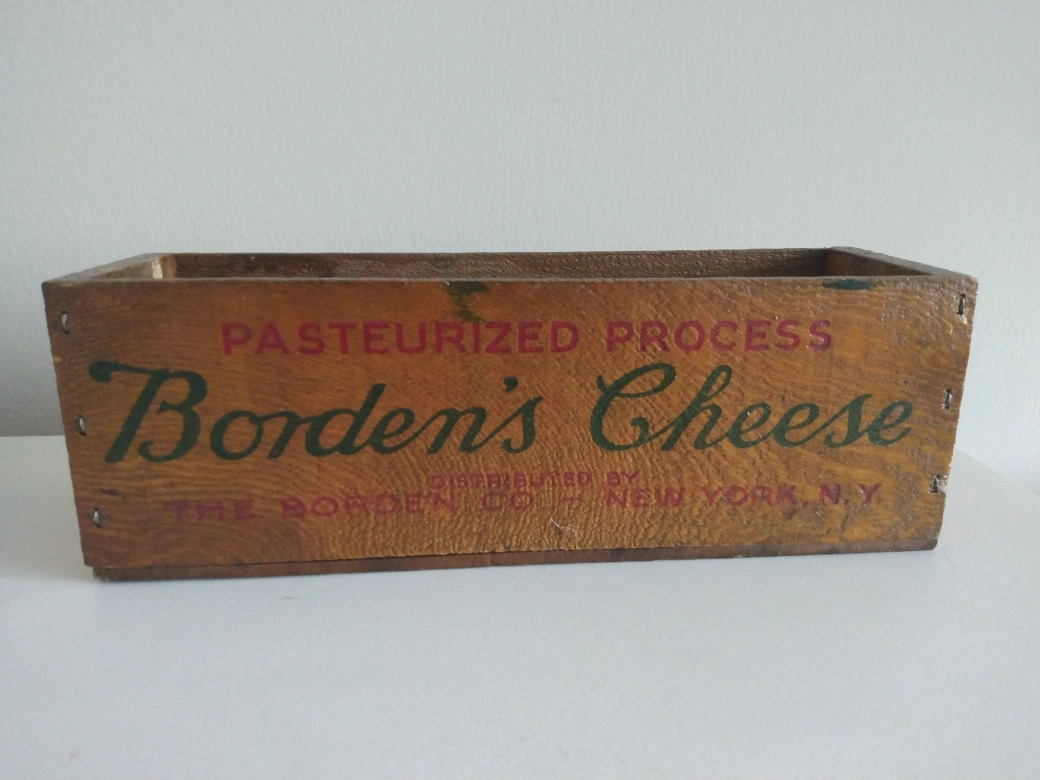 PASTEURIZED PROCESS
Borden's Cheese
DISTRIBUTED BY
THE BORDEN CO - NEW YORK, N.Y.